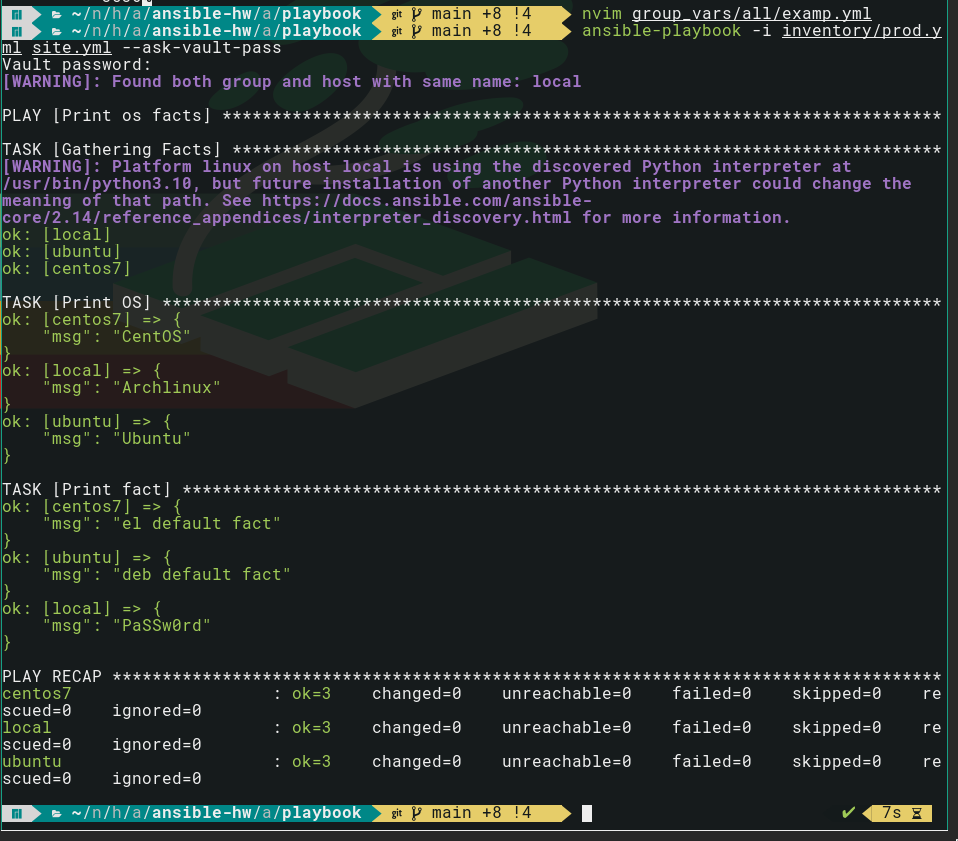 ~/n/h/a/ansible-hw/a/playbook git main +8 !4 nvim group_vars/all/examp.yml
~/n/h/a/ansible-hw/a/playbook git main +8 !4 ansible-playbook -i inventory/prod.y
ml site.yml --ask-vault-pass
Vault password:
[WARNING]: Found both group and host with same name: local
PLAY [Print os facts] ************************************************************************
TASK [Gathering Facts] ***********************************************************************
[WARNING]: Platform linux on host local is using the discovered Python interpreter at
/usr/bin/python3.10, but future installation of another Python interpreter could change the
meaning of that path. See https://docs.ansible.com/ansible-
core/2.14/reference_appendices/interpreter_discovery.html for more information.
ok: [local]
ok: [ubuntu]
ok: [centos7]
TASK [Print OS] ******************************************************************************
ok: [centos7] => {
    "msg": "CentOS"
}
ok: [local] => {
    "msg": "Archlinux"
}
ok: [ubuntu] => {
    "msg": "Ubuntu"
}
TASK [Print fact] ****************************************************************************
ok: [centos7] => {
    "msg": "el default fact"
}
ok: [ubuntu] => {
    "msg": "deb default fact"
}
ok: [local] => {
    "msg": "PaSSw0rd"
}
PLAY RECAP ***********************************************************************************
centos7                    : ok=3    changed=0    unreachable=0    failed=0    skipped=0    re
scued=0    ignored=0
local                      : ok=3    changed=0    unreachable=0    failed=0    skipped=0    re
scued=0    ignored=0
ubuntu                     : ok=3    changed=0    unreachable=0    failed=0    skipped=0    re
scued=0    ignored=0
~/n/h/a/ansible-hw/a/playbook git main +8 !4 ✔ 7s